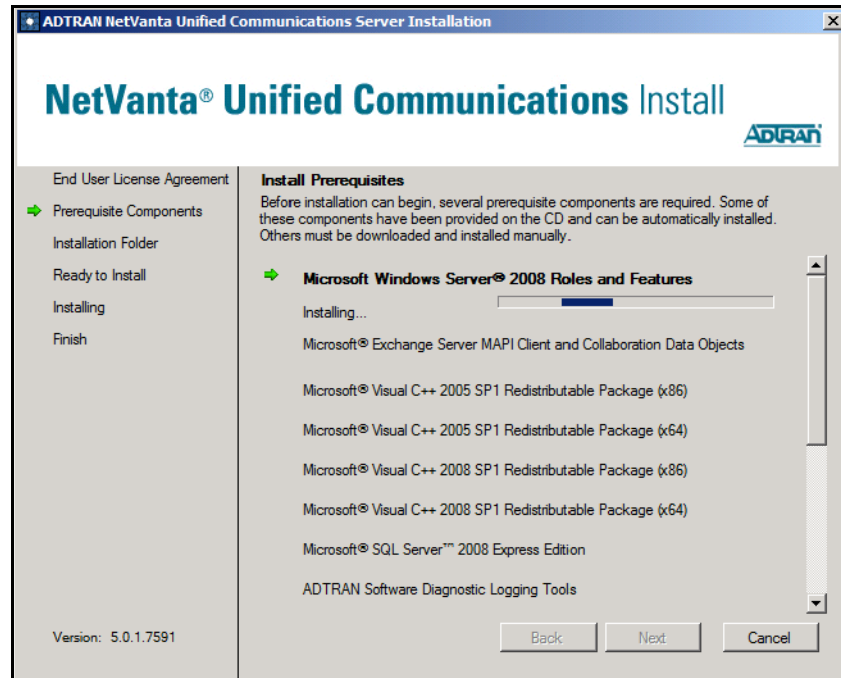 ADTRAN NetVanta Unified Communications Server Installation
NetVanta® Unified Communications Install
ADTRAN
End User License Agreement
Prerequisite Components
Installation Folder
Ready to Install
Installing
Finish
Install Prerequisites
Before installation can begin, several prerequisite components are required. Some of
these components have been provided on the CD and can be automatically installed.
Others must be downloaded and installed manually.
Microsoft Windows Server® 2008 Roles and Features
Installing...
Microsoft® Exchange Server MAPI Client and Collaboration Data Objects
Microsoft® Visual C++ 2005 SP1 Redistributable Package (x86)
Microsoft® Visual C++ 2005 SP1 Redistributable Package (x64)
Microsoft® Visual C++ 2008 SP1 Redistributable Package (x86)
Microsoft® Visual C++ 2008 SP1 Redistributable Package (x64)
Microsoft® SQL Server™ 2008 Express Edition
ADTRAN Software Diagnostic Logging Tools
Version: 5.0.1.7591
Back
Next
Cancel